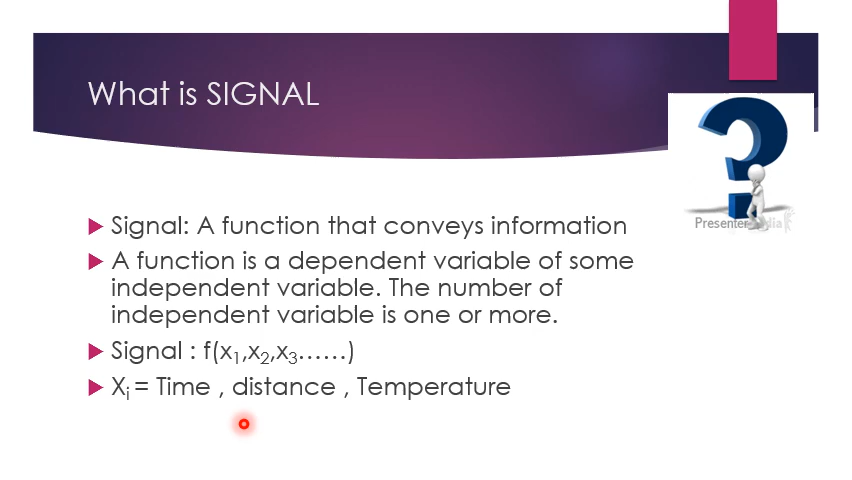 What is SIGNAL
Signal: A function that conveys information
A function is a dependent variable of some
independent variable. The number of
independent variable is one or more.
Signal : f(x₁,x₂,x₃......)
Xᵢ = Time , distance , Temperature
Presenter